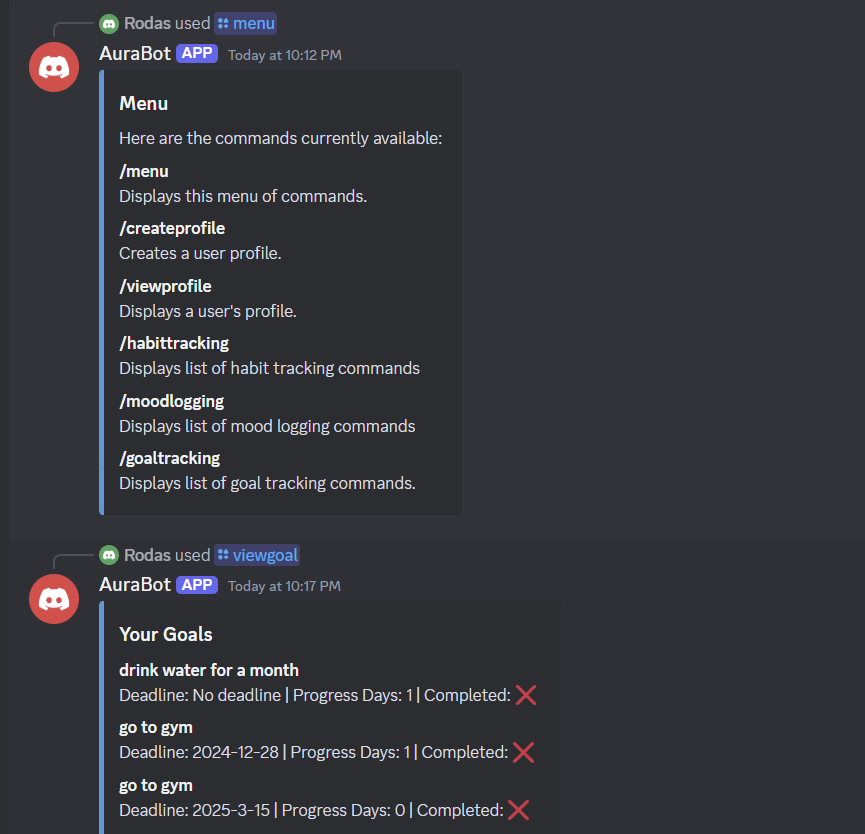 Rodas used menu
AuraBot APP Today at 10:12 PM
Menu
Here are the commands currently available:
/menu
Displays this menu of commands.
/createprofile
Creates a user profile.
/viewprofile
Displays a user's profile.
/habittracking
Displays list of habit tracking commands
/moodlogging
Displays list of mood logging commands
/goaltracking
Displays list of goal tracking commands.
Rodas used viewgoal
AuraBot APP Today at 10:17 PM
Your Goals
drink water for a month
Deadline: No deadline | Progress Days: 1 | Completed: ❌
go to gym
Deadline: 2024-12-28 | Progress Days: 1 | Completed: ❌
go to gym
Deadline: 2025-3-15 | Progress Days: 0 | Completed: ❌